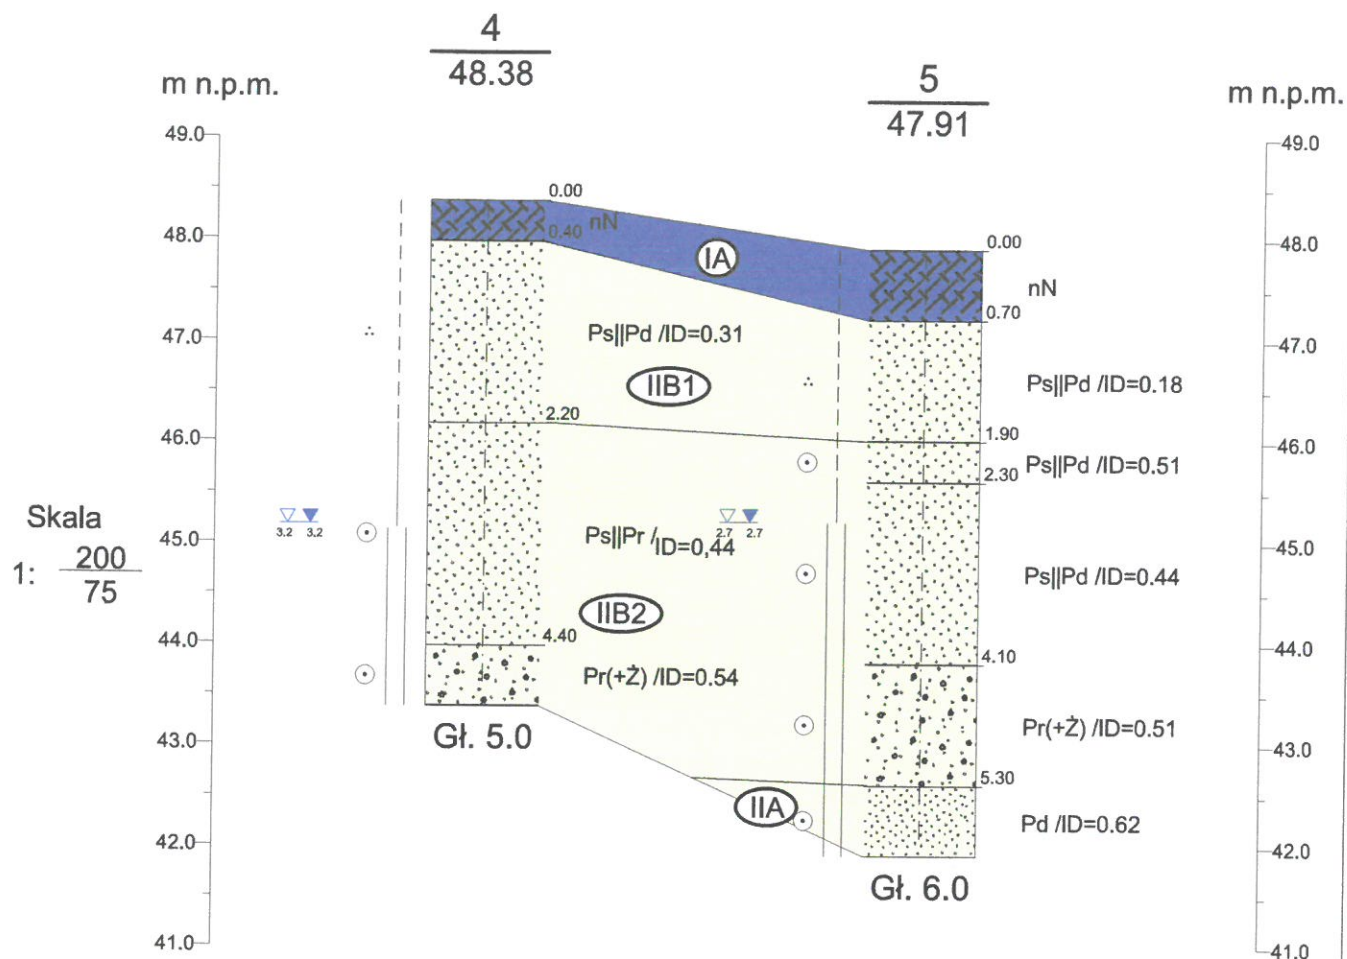 4
48.38
5
47.91
m n.p.m.
m n.p.m.
49.0
48.0
47.0
46.0
45.0
44.0
43.0
42.0
41.0
Skala
1: 200
75
0.00
0.40 nN
IA
Ps||Pd /ID=0.31
IIB1
2.20
3.2 3.2
Ps||Pr /ID=0,44
2.7 2.7
IIB2
4.40
Pr(+Ż) /ID=0.54
Gł. 5.0
IIA
0.00
nN
0.70
Ps||Pd /ID=0.18
1.90
Ps||Pd /ID=0.51
2.30
Ps||Pd /ID=0.44
4.10
Pr(+Ż) /ID=0.51
5.30
Pd /ID=0.62
Gł. 6.0
49.0
48.0
47.0
46.0
45.0
44.0
43.0
42.0
41.0